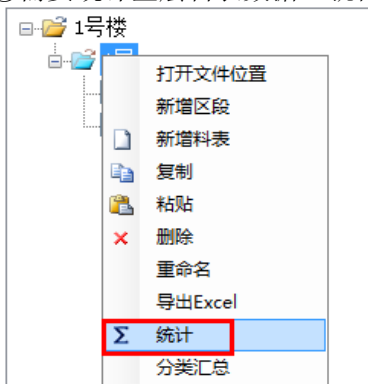 1号楼
打开文件位置
新增区段
新增料表
复制
粘贴
删除
重命名
导出Excel
统计
分类汇总